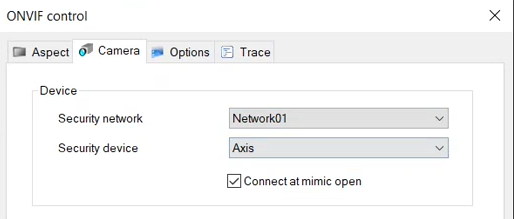 ONVIF control
Aspect Camera Options Trace
Device
Security network Network01
Security device Axis
Connect at mimic open